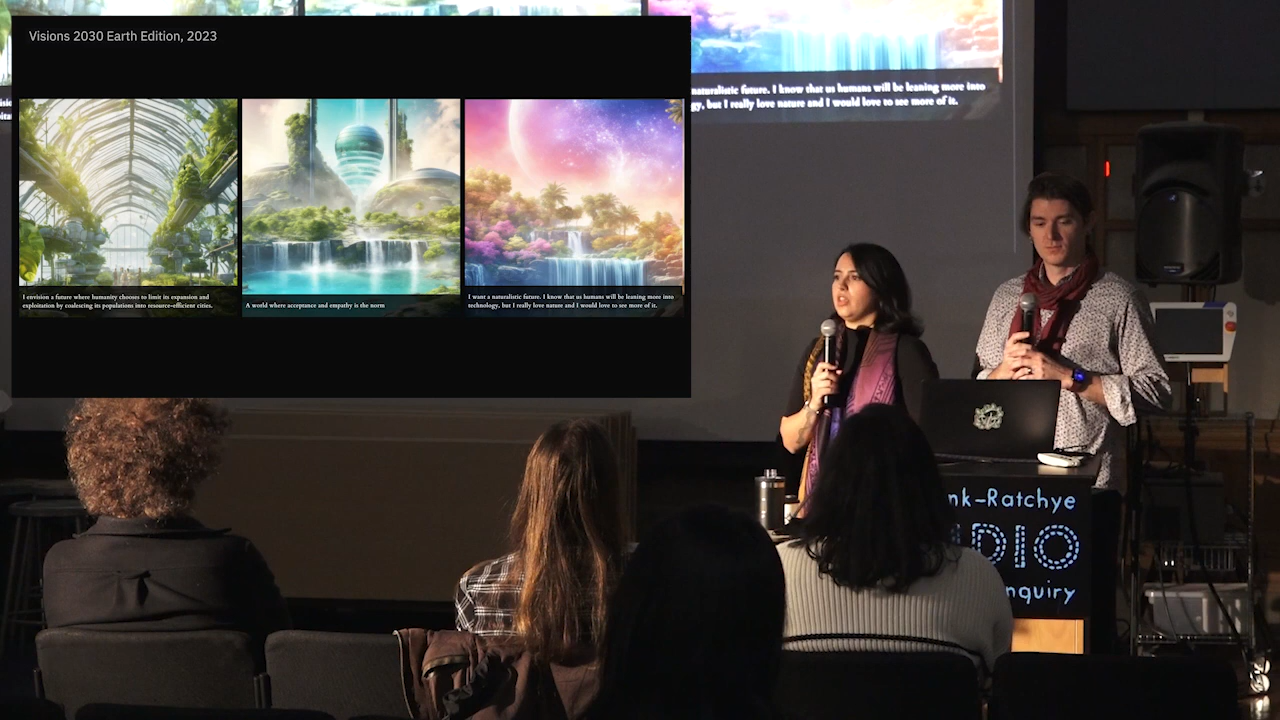 Visions 2030 Earth Edition, 2023
I envision a future where humanity chooses to limit its expansion and
exploitation by coalescing its populations into resource-efficient cities.
A world where acceptance and empathy is the norm
I want a naturalistic future. I know that us humans will be leaning more into
technology, but I really love nature and I would love to see more of it.
naturalistic future. I know that us humans will be leaning more into
gy, but I really love nature and I would love to see more of it.
nk-Ratchye
DIO
nquiry